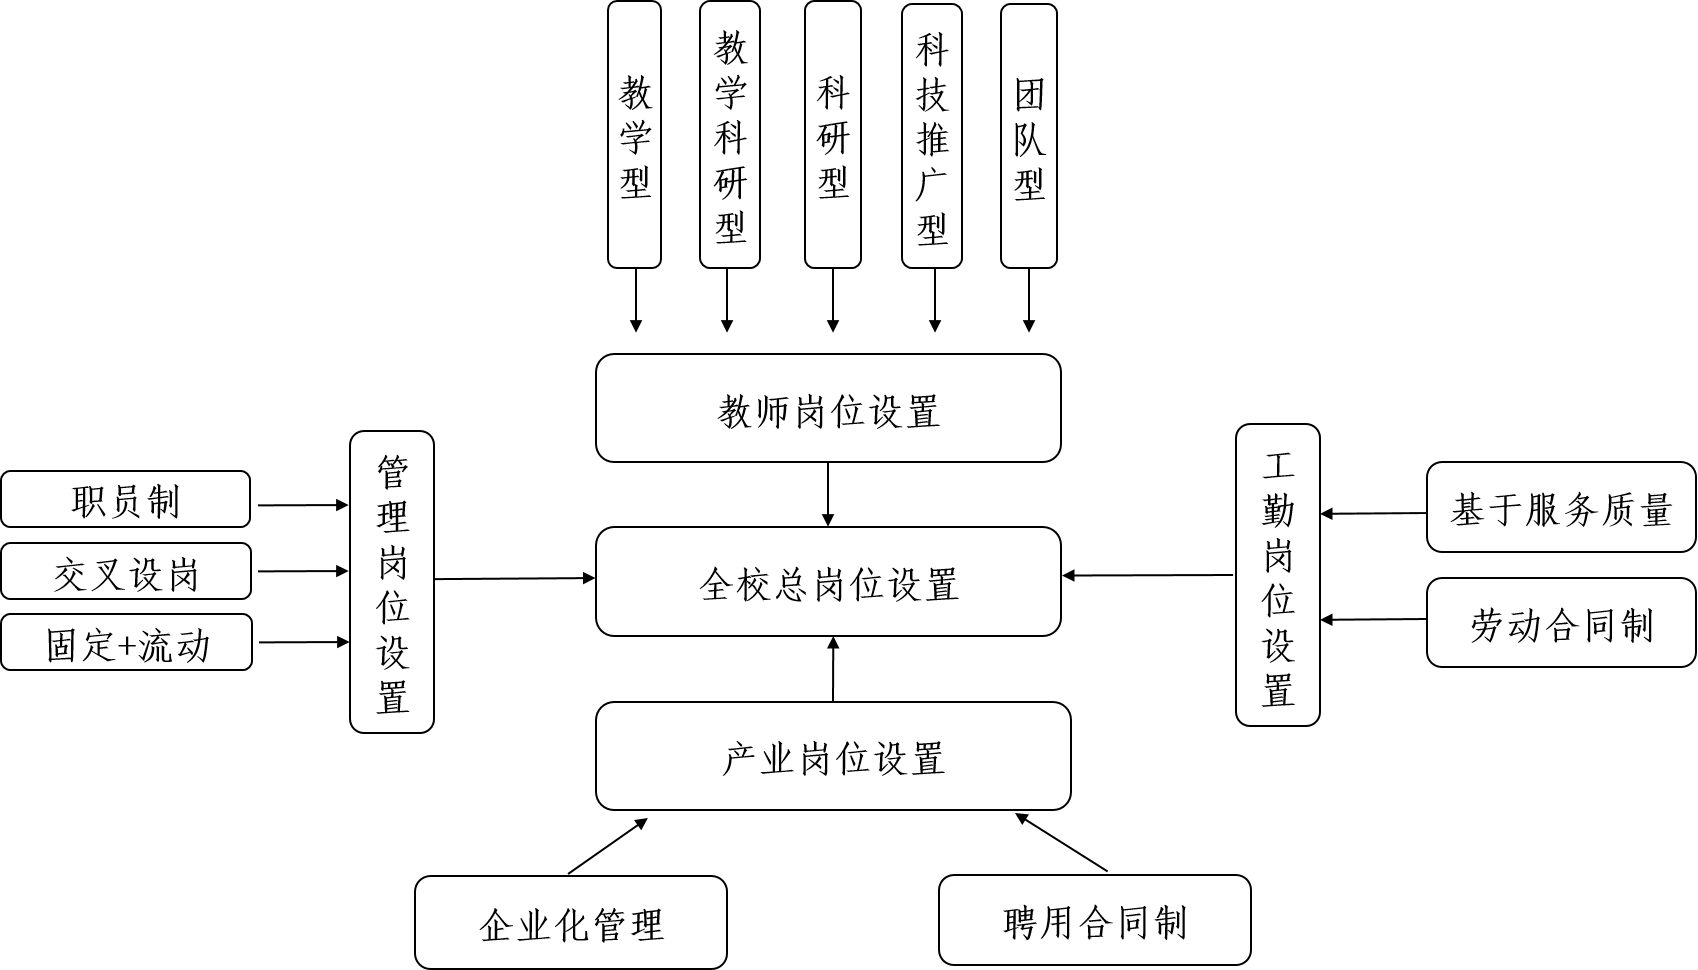 教学型
教学科研型
科研型
科技推广型
团队型
教师岗位设置
管理岗位设置
工勤岗位设置
职员制
交叉设岗
固定+流动
全校总岗位设置
基于服务质量
劳动合同制
产业岗位设置
企业化管理
聘用合同制